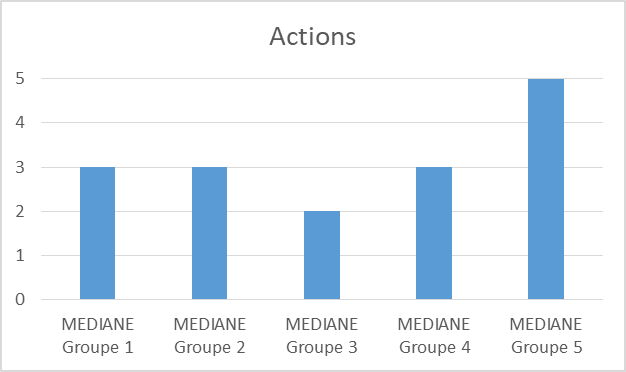 Actions
5
4
3
2
1
0
MEDIANE Groupe 1
MEDIANE Groupe 2
MEDIANE Groupe 3
MEDIANE Groupe 4
MEDIANE Groupe 5